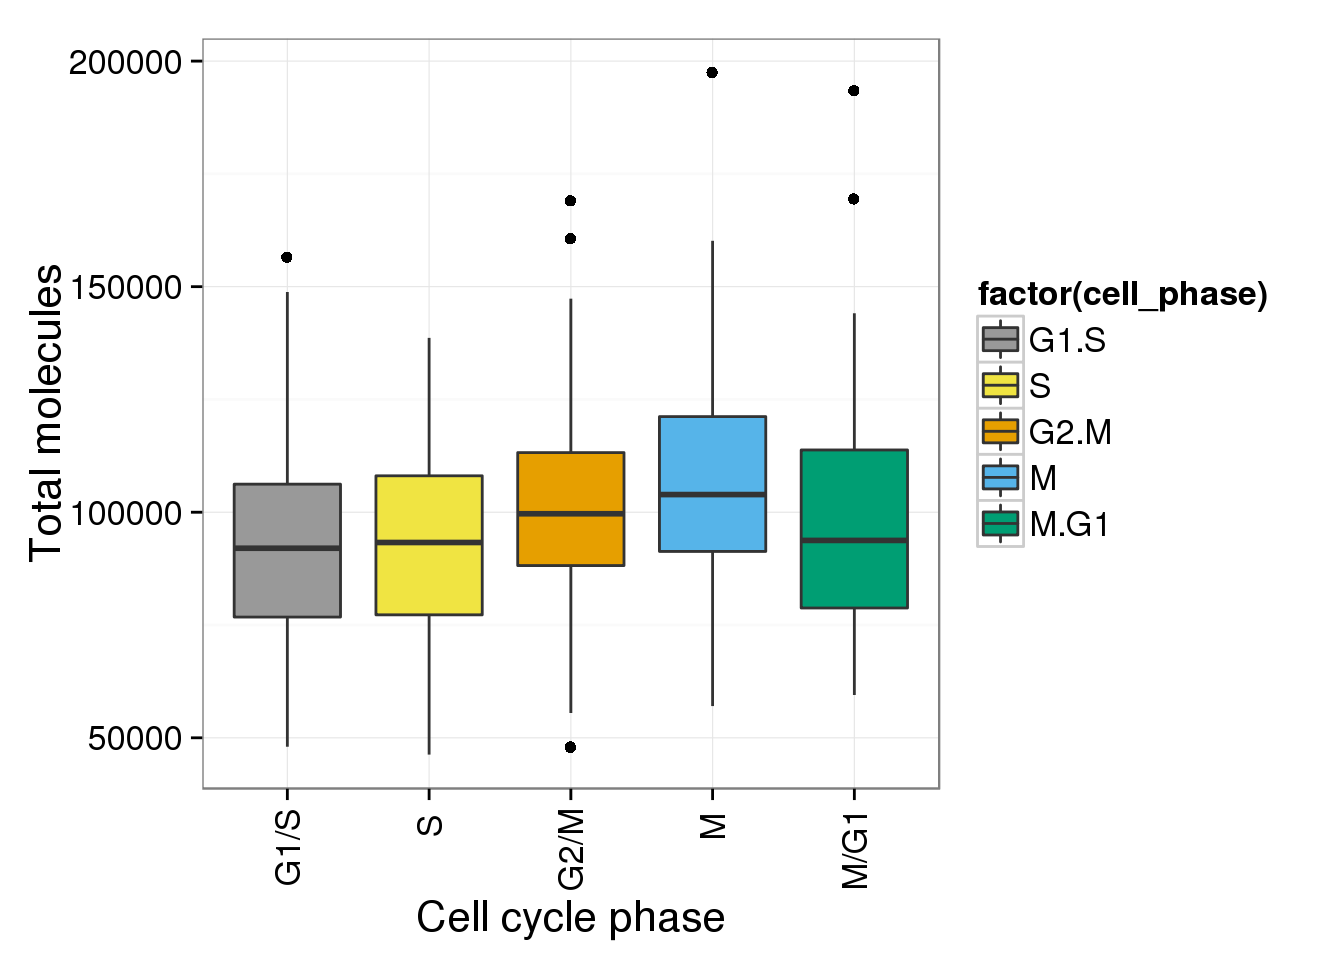 Total molecules
200000
150000
100000
50000
G1/S
S
G2/M
M
M/G1
Cell cycle phase
factor(cell_phase)
G1.S
S
G2.M
M
M.G1